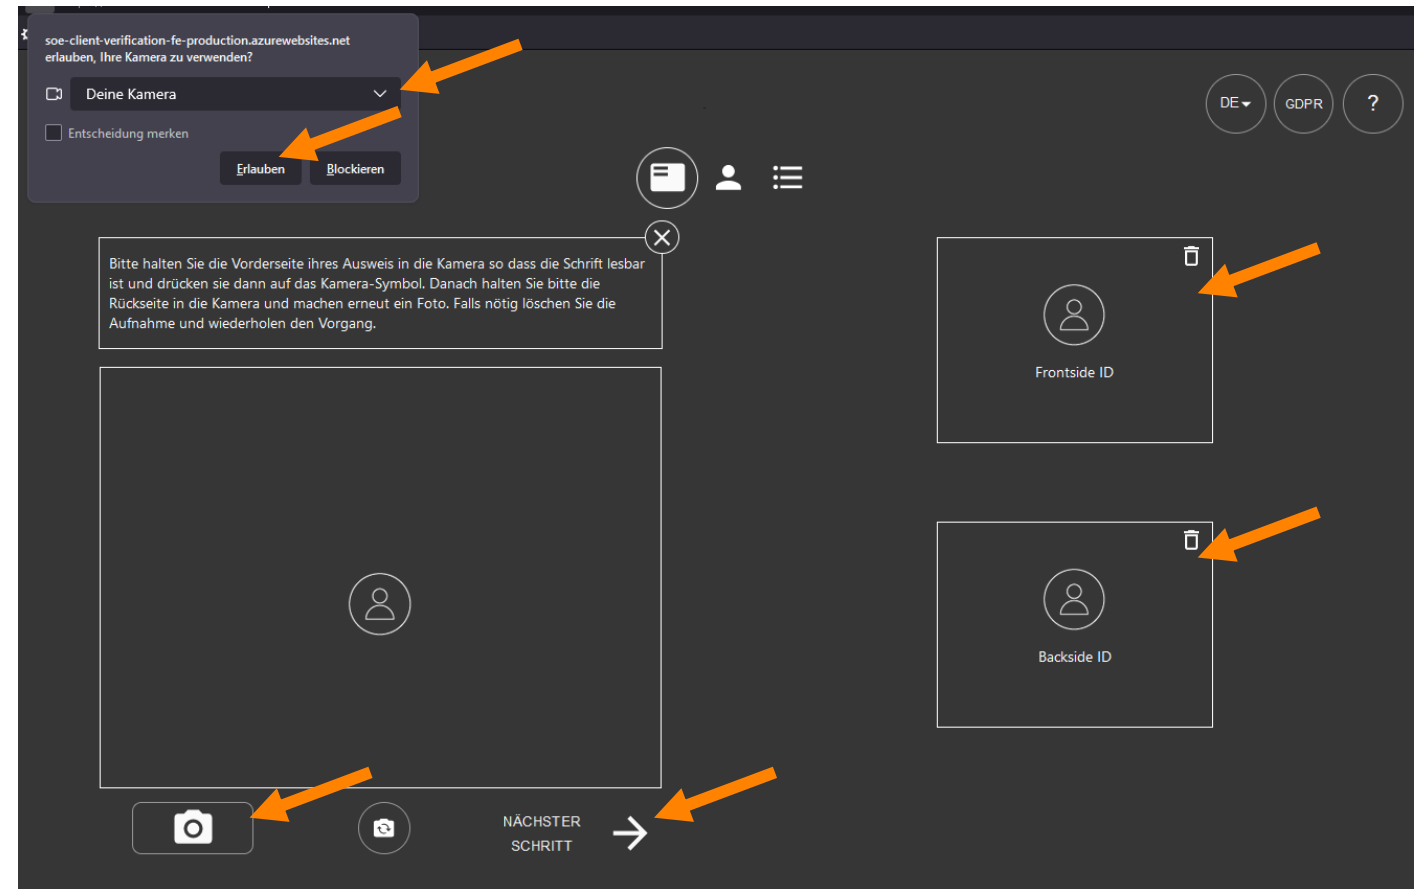 soe-client-verification-fe-production.azurewebsites.net
erlauben, Ihre Kamera zu verwenden?
Deine Kamera
Entscheidung merken
Erlauben
Blockieren
DE
GDPR
?
Bitte halten Sie die Vorderseite ihres Ausweis in die Kamera so dass die Schrift lesbar
ist und drücken sie dann auf das Kamera-Symbol. Danach halten Sie bitte die
Rückseite in die Kamera und machen erneut ein Foto. Falls nötig löschen Sie die
Aufnahme und wiederholen den Vorgang.
Frontside ID
Backside ID
NÄCHSTER
SCHRITT